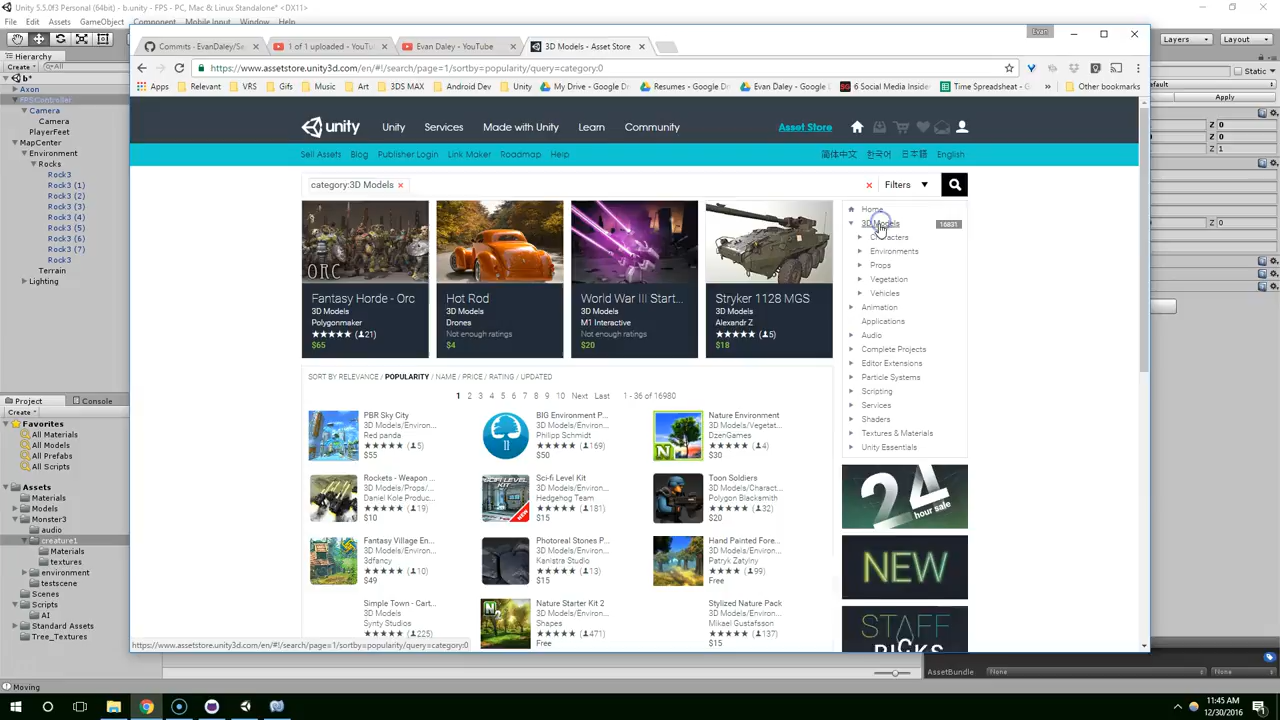 Unity 5.5.0f3 Personal (64bit) - b.unity - FPS - PC, Mac & Linux Standalone* <DX11>
File Edit Assets GameObject Component Mobile Input Window Help
Evan
Commits · EvanDaley/Se
1 of 1 uploaded - YouTu
Evan Daley - YouTube
3D Models - Asset Store
https://www.assetstore.unity3d.com/en/#!/search/page=1/sortby=popularity/query=category:0
Apps Relevant VRS Gifs Music Art 3DS MAX Android Dev Unity My Drive - Google Dr Resumes - Google Dr Evan Daley - Google 6 Social Media Insider Time Spreadsheet - G » Other bookmarks
Layers Layout
Static
Apply
Z 0
Z 0
Z 1
0
Hierarchy
Create All
b*
Axon
FPSController
Camera
Camera
PlayerFeet
MapCenter
Environment
Rocks
Rock3
Rock3 (1)
Rock3 (2)
Rock3 (3)
Rock3 (4)
Rock3 (5)
Rock3 (6)
Rock3 (7)
Rock3
Terrain
Lighting
Project Console
Create
Favorites
All Materials
All Models
All Prefabs
All Scripts
Assets
Materials
Models
Monster3
audio
creature1
Materials
textures
environment
testscene
Scenes
Scripts
AI
Standard Assets
Tree_Textures
unity Unity Services Made with Unity Learn Community Asset Store
Sell Assets Blog Publisher Login Link Maker Roadmap Help 简体中文 한국어 日本語 English
category:3D Models × × Filters
ORC
Fantasy Horde - Orc
3D Models
Polygonmaker
★★★★★ (21)
$65
Hot Rod
3D Models
Drones
Not enough ratings
$4
World War III Start...
3D Models
M1 Interactive
Not enough ratings
$20
Stryker 1128 MGS
3D Models
Alexandr Z
★★★★★ (5)
$18
Home
3D Models 16831
Characters
Environments
Props
Vegetation
Vehicles
Animation
Applications
Audio
Complete Projects
Editor Extensions
Particle Systems
Scripting
Services
Shaders
Textures & Materials
Unity Essentials
SORT BY RELEVANCE / POPULARITY / NAME / PRICE / RATING / UPDATED
1 2 3 4 5 6 7 8 9 10 Next Last 1 - 36 of 16980
PBR Sky City
3D Models/Environ...
Red panda
★★★★★ (5)
$55
BIG Environment P...
3D Models/Environ...
Philipp Schmidt
★★★★★ (169)
$50
Nature Environment
3D Models/Vegetat...
DzenGames
★★★★★ (4)
$30
Rockets - Weapon ...
3D Models/Props/...
Daniel Kole Produc...
★★★★★ (19)
$10
SCIFI LEVEL KIT
NEW
Sci-fi Level Kit
3D Models/Environ...
Hedgehog Team
★★★★★ (181)
$15
Toon Soldiers
3D Models/Charact...
Polygon Blacksmith
★★★★★ (32)
$20
Fantasy Village En...
3D Models/Environ...
3dfancy
★★★★★ (10)
$49
Photoreal Stones P...
3D Models/Environ...
Kanistra Studio
★★★★★ (13)
$15
Hand Painted Fore...
3D Models/Environ...
Patryk Zatylny
★★★★★ (99)
Free
Simple Town - Cart...
3D Models
Synty Studios
★★★★★ (225)
Nature Starter Kit 2
3D Models/Environ...
Shapes
★★★★★ (471)
Free
Stylized Nature Pack
3D Models/Environ...
Mikael Gustafsson
★★★★★ (137)
$15
24
hour sale
NEW
STAFF
PICKS
https://www.assetstore.unity3d.com/en/#!/search/page=1/sortby=popularity/query=category:0
AssetBundle None None
Moving
11:45 AM
12/30/2016